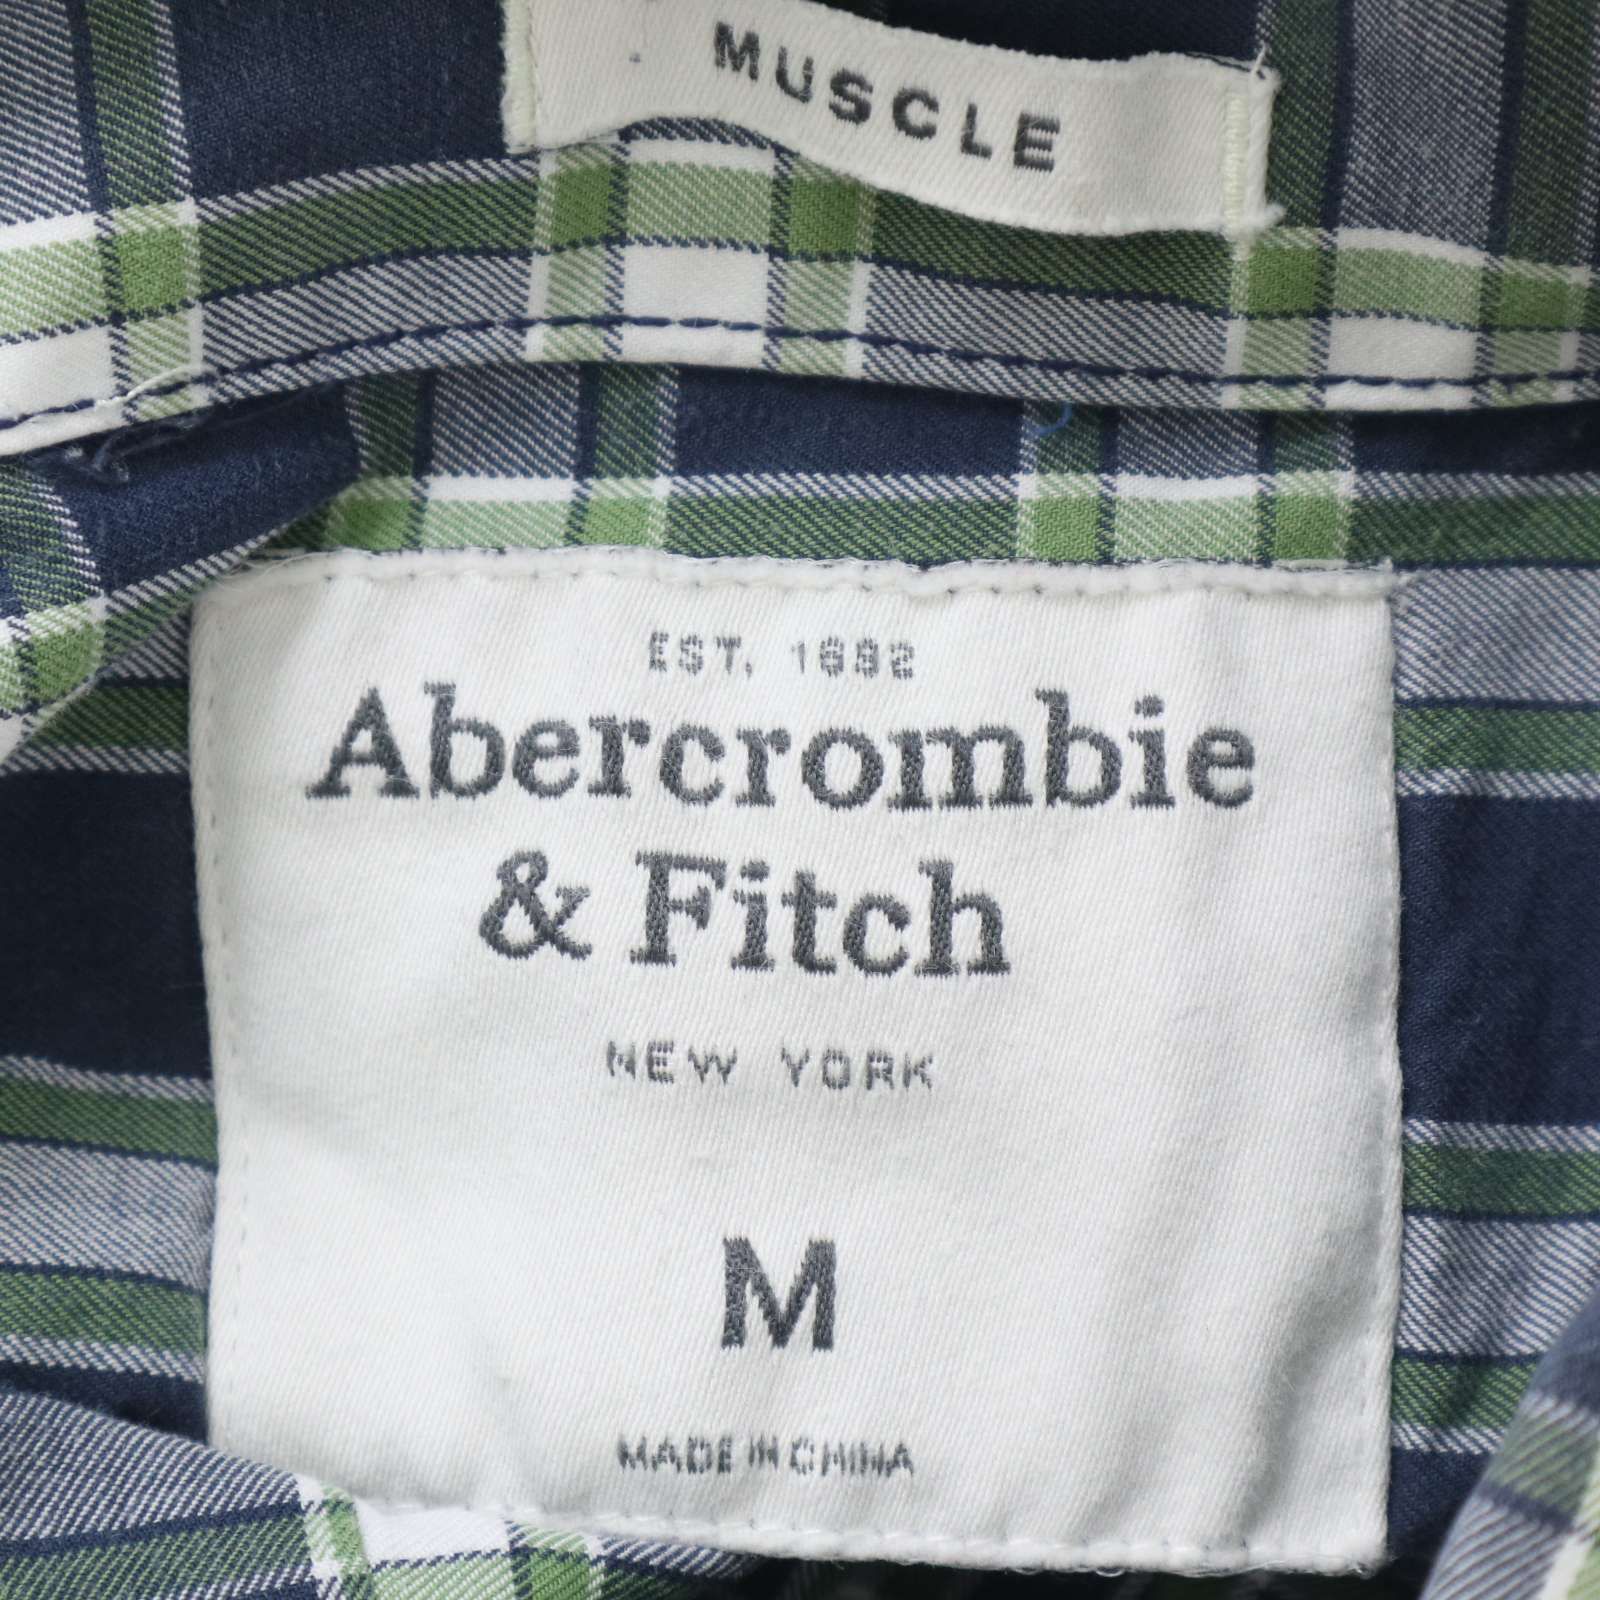 MUSCLE
EST. 1892
Abercrombie
& Fitch
NEW YORK
M
MADE IN CHINA